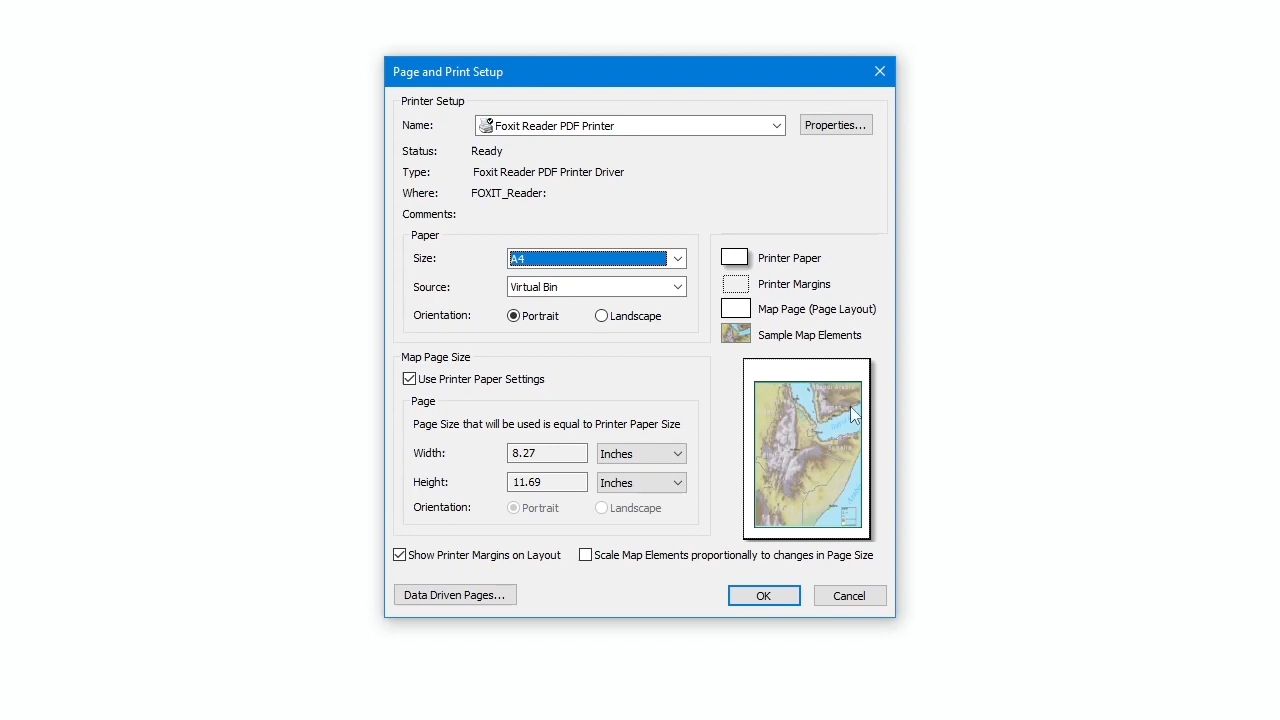 Page and Print Setup
Printer Setup
Name: Foxit Reader PDF Printer Properties...
Status: Ready
Type: Foxit Reader PDF Printer Driver
Where: FOXIT_Reader:
Comments:
Paper
Size: A4
Source: Virtual Bin
Orientation: Portrait Landscape
Printer Paper
Printer Margins
Map Page (Page Layout)
Sample Map Elements
Map Page Size
Use Printer Paper Settings
Page
Page Size that will be used is equal to Printer Paper Size
Width: 8.27 Inches
Height: 11.69 Inches
Orientation: Portrait Landscape
Show Printer Margins on Layout Scale Map Elements proportionally to changes in Page Size
Data Driven Pages... OK Cancel